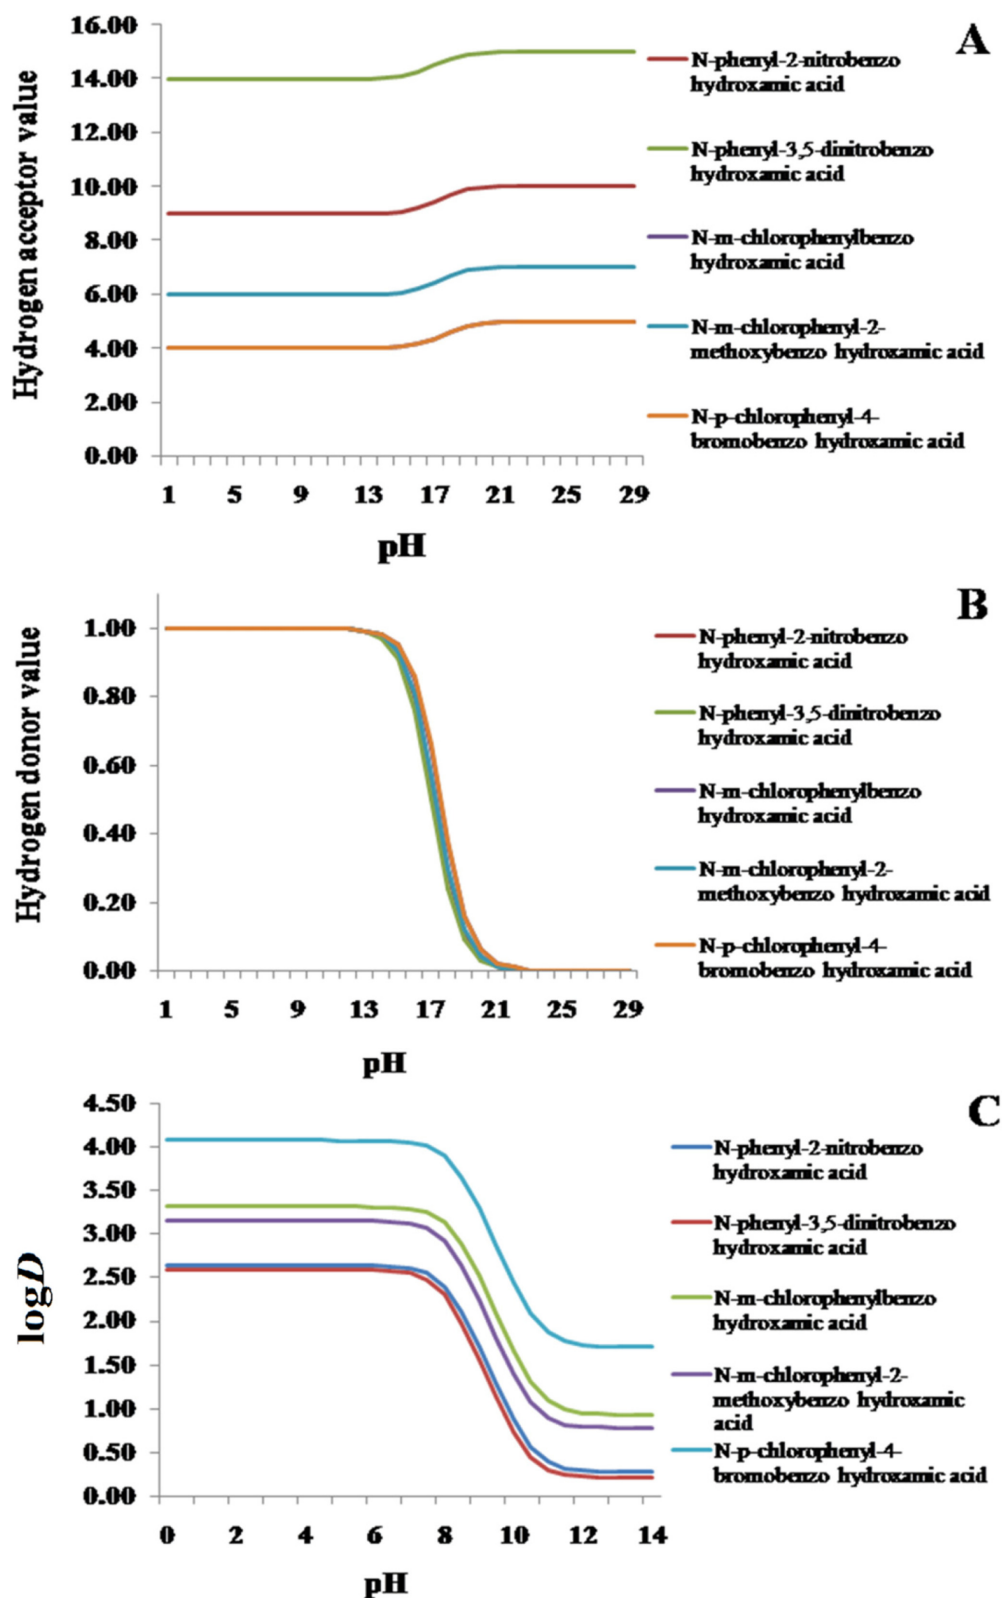 A
Hydrogen acceptor value
16.00
14.00
12.00
10.00
8.00
6.00
4.00
2.00
0.00
1 5 9 13 17 21 25 29
pH
N-phenyl-2-nitrobenzo
hydroxamic acid
N-phenyl-3,5-dinitrobenzo
hydroxamic acid
N-m-chlorophenylbenzo
hydroxamic acid
N-m-chlorophenyl-2-
methoxybenzo hydroxamic acid
N-p-chlorophenyl-4-
bromobenzo hydroxamic acid
B
Hydrogen donor value
1.00
0.80
0.60
0.40
0.20
0.00
1 5 9 13 17 21 25 29
pH
N-phenyl-2-nitrobenzo
hydroxamic acid
N-phenyl-3,5-dinitrobenzo
hydroxamic acid
N-m-chlorophenylbenzo
hydroxamic acid
N-m-chlorophenyl-2-
methoxybenzo hydroxamic acid
N-p-chlorophenyl-4-
bromobenzo hydroxamic acid
C
logD
4.50
4.00
3.50
3.00
2.50
2.00
1.50
1.00
0.50
0.00
0 2 4 6 8 10 12 14
pH
N-phenyl-2-nitrobenzo
hydroxamic acid
N-phenyl-3,5-dinitrobenzo
hydroxamic acid
N-m-chlorophenylbenzo
hydroxamic acid
N-m-chlorophenyl-2-
methoxybenzo hydroxamic
acid
N-p-chlorophenyl-4-
bromobenzo hydroxamic acid